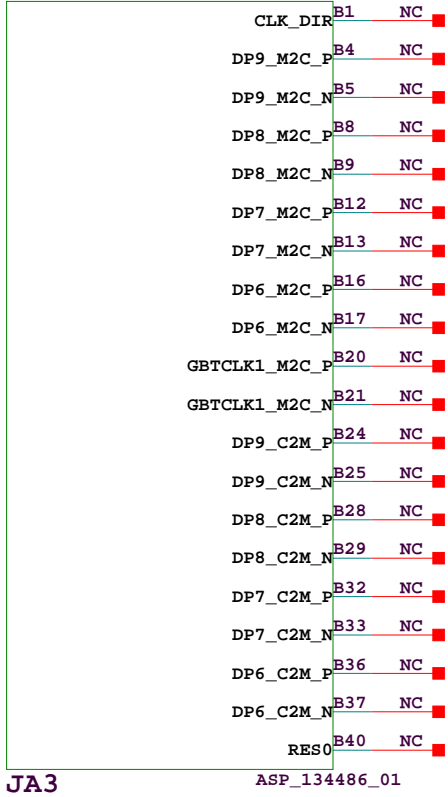 CLK_DIR B1 NC
DP9_M2C_P B4 NC
DP9_M2C_N B5 NC
DP8_M2C_P B8 NC
DP8_M2C_N B9 NC
DP7_M2C_P B12 NC
DP7_M2C_N B13 NC
DP6_M2C_P B16 NC
DP6_M2C_N B17 NC
GBTCLK1_M2C_P B20 NC
GBTCLK1_M2C_N B21 NC
DP9_C2M_P B24 NC
DP9_C2M_N B25 NC
DP8_C2M_P B28 NC
DP8_C2M_N B29 NC
DP7_C2M_P B32 NC
DP7_C2M_N B33 NC
DP6_C2M_P B36 NC
DP6_C2M_N B37 NC
RES0 B40 NC
JA3 ASP_134486_01